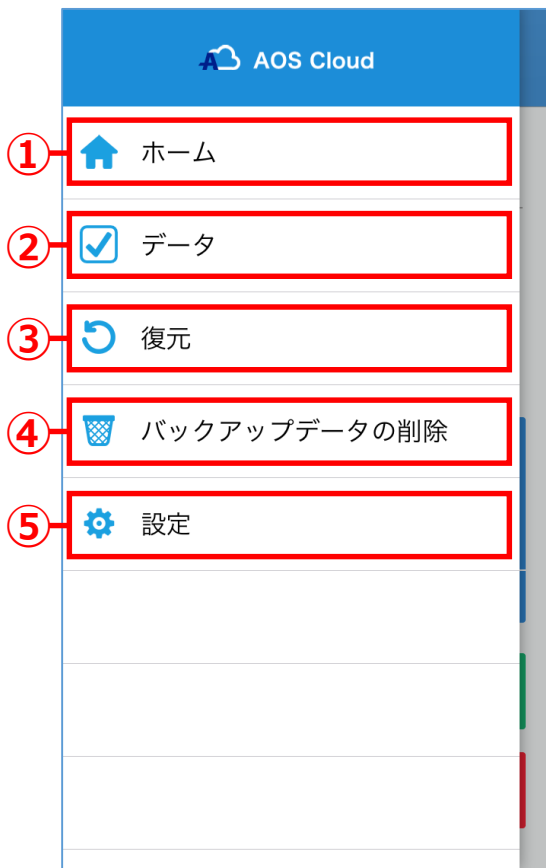 AOS Cloud
① ホーム
② データ
③ 復元
④ バックアップデータの削除
⑤ 設定